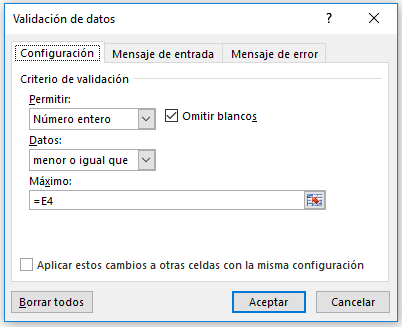 Validación de datos
?
Configuración Mensaje de entrada Mensaje de error
Criterio de validación
Permitir:
Número entero Omitir blancos
Datos:
menor o igual que
Máximo:
=E4
Aplicar estos cambios a otras celdas con la misma configuración
Borrar todos Aceptar Cancelar